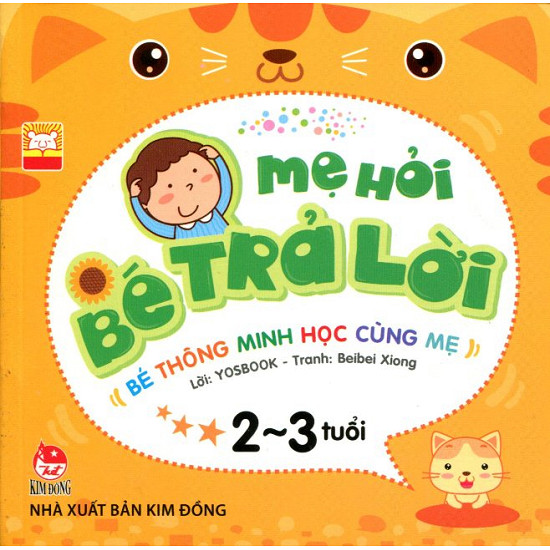 MẸ HỎI
BÉ TRẢ LỜI
BÉ THÔNG MINH HỌC CÙNG MẸ
Lời: YOSBOOK - Tranh: Beibei Xiong
2~3 tuổi
kết
KIM ĐỒNG
NHÀ XUẤT BẢN KIM ĐỒNG